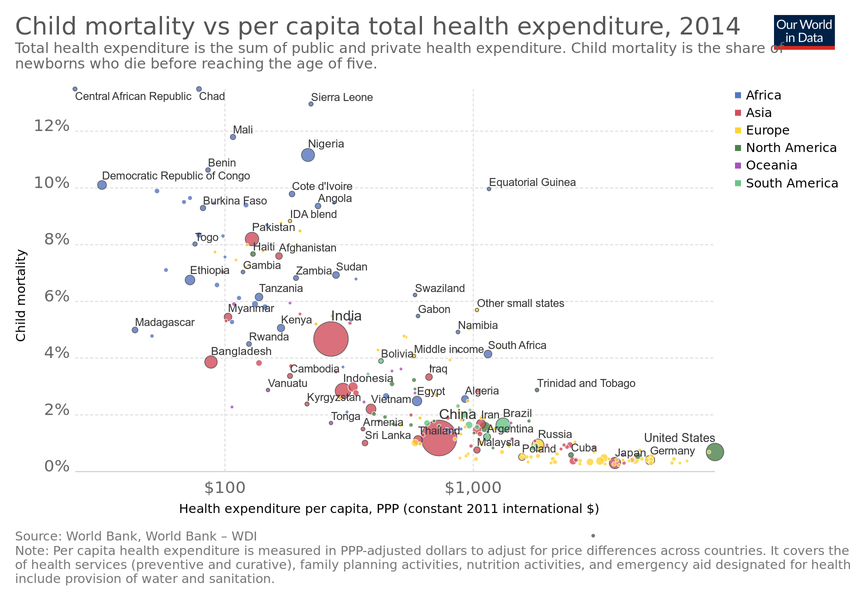 Child mortality vs per capita total health expenditure, 2014
Our World
in Data
Total health expenditure is the sum of public and private health expenditure. Child mortality is the share of
newborns who die before reaching the age of five.
Central African Republic
Chad
Sierra Leone
Africa
Asia
Europe
North America
Oceania
South America
12%
Mali
Nigeria
Benin
Democratic Republic of Congo
10%
Cote d'Ivoire
Equatorial Guinea
Burkina Faso
Angola
IDA blend
8%
Togo
Pakistan
Haiti
Afghanistan
Ethiopia
Gambia
Zambia
Sudan
6%
Tanzania
Swaziland
Myanmar
Gabon
Other small states
Madagascar
Kenya
India
Namibia
Rwanda
4%
Bangladesh
Bolivia
Middle income
South Africa
Cambodia
Indonesia
Iraq
Vanuatu
Kyrgyzstan
Vietnam
Egypt
Algeria
Trinidad and Tobago
2%
Tonga
Armenia
China
Iran
Brazil
Sri Lanka
Thailand
Argentina
Malaysia
Poland
Russia
Cuba
Japan
Germany
United States
0%
Child mortality
$100
$1,000
Health expenditure per capita, PPP (constant 2011 international $)
Source: World Bank, World Bank – WDI
Note: Per capita health expenditure is measured in PPP-adjusted dollars to adjust for price differences across countries. It covers the
of health services (preventive and curative), family planning activities, nutrition activities, and emergency aid designated for health
include provision of water and sanitation.